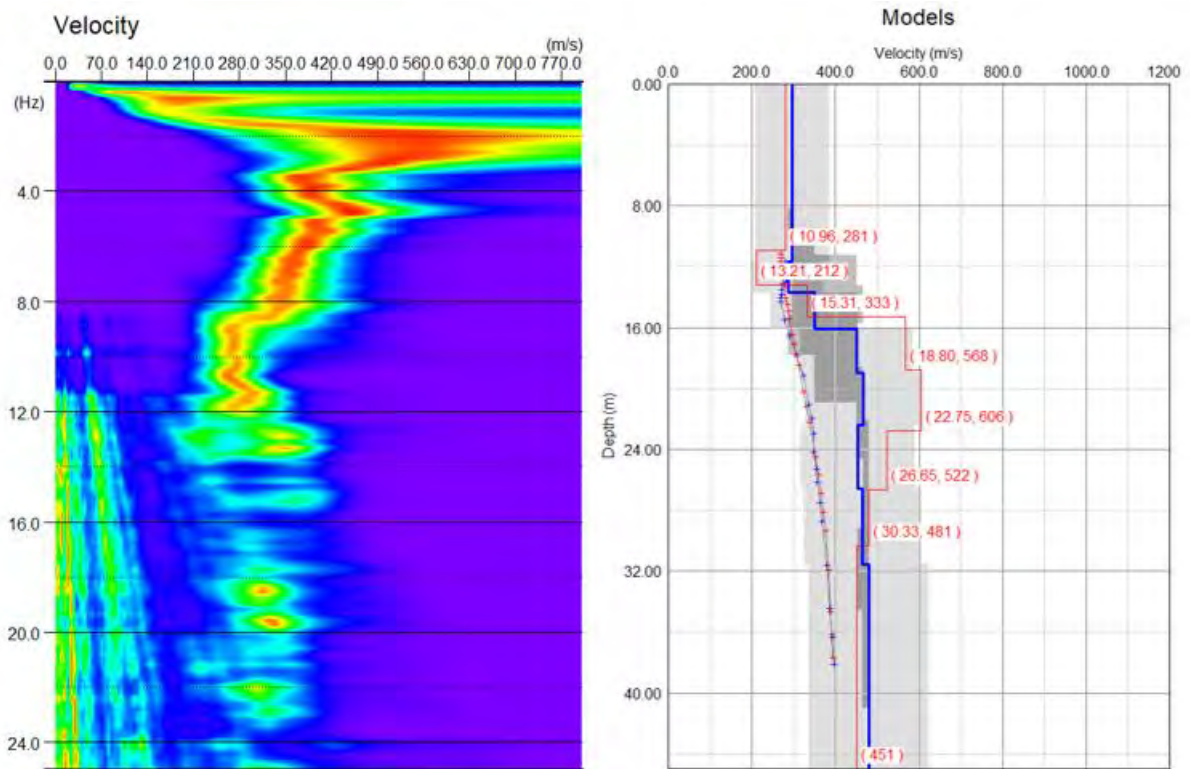 Velocity
(m/s)
0.0 70.0 140.0 210.0 280.0 350.0 420.0 490.0 560.0 630.0 700.0 770.0
(Hz)
4.0
8.0
12.0
16.0
20.0
24.0
Models
Velocity (m/s)
0.0 200.0 400.0 600.0 800.0 1000.0 1200
0.00
8.00
16.00
24.00
32.00
40.00
Depth (m)
( 10.96, 281 )
( 13.21, 212 )
( 15.31, 333 )
( 18.80, 568 )
( 22.75, 606 )
( 26.65, 522 )
( 30.33, 481 )
( 451 )